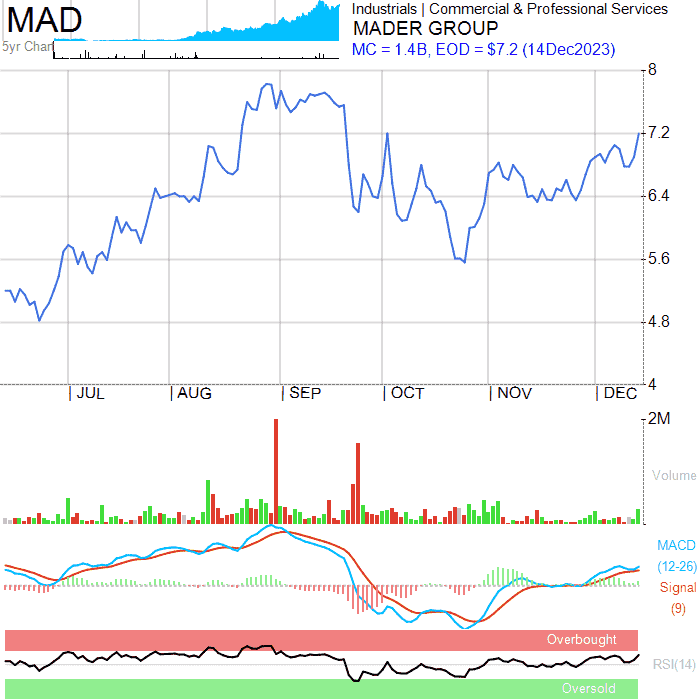 MAD
Industrials | Commercial & Professional Services
MADER GROUP
5yr Chart
MC = 1.4B, EOD = $7.2 (14Dec2023)
8
7.2
6.4
5.6
4.8
4
JUL
AUG
SEP
OCT
NOV
DEC
2M
Volume
MACD
(12-26)
Signal
(9)
Overbought
RSI(14)
Oversold